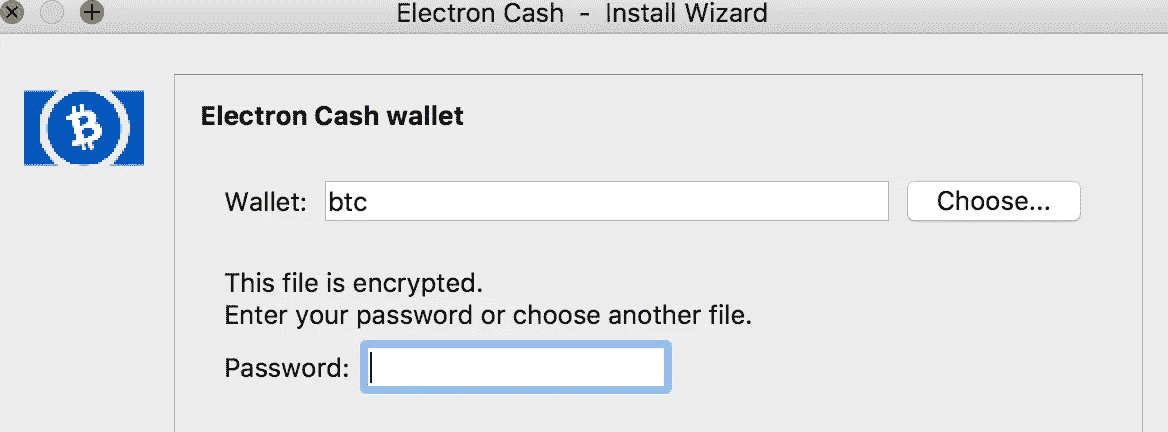 Electron Cash - Install Wizard
Electron Cash wallet
Wallet: btc Choose...
This file is encrypted.
Enter your password or choose another file.
Password: